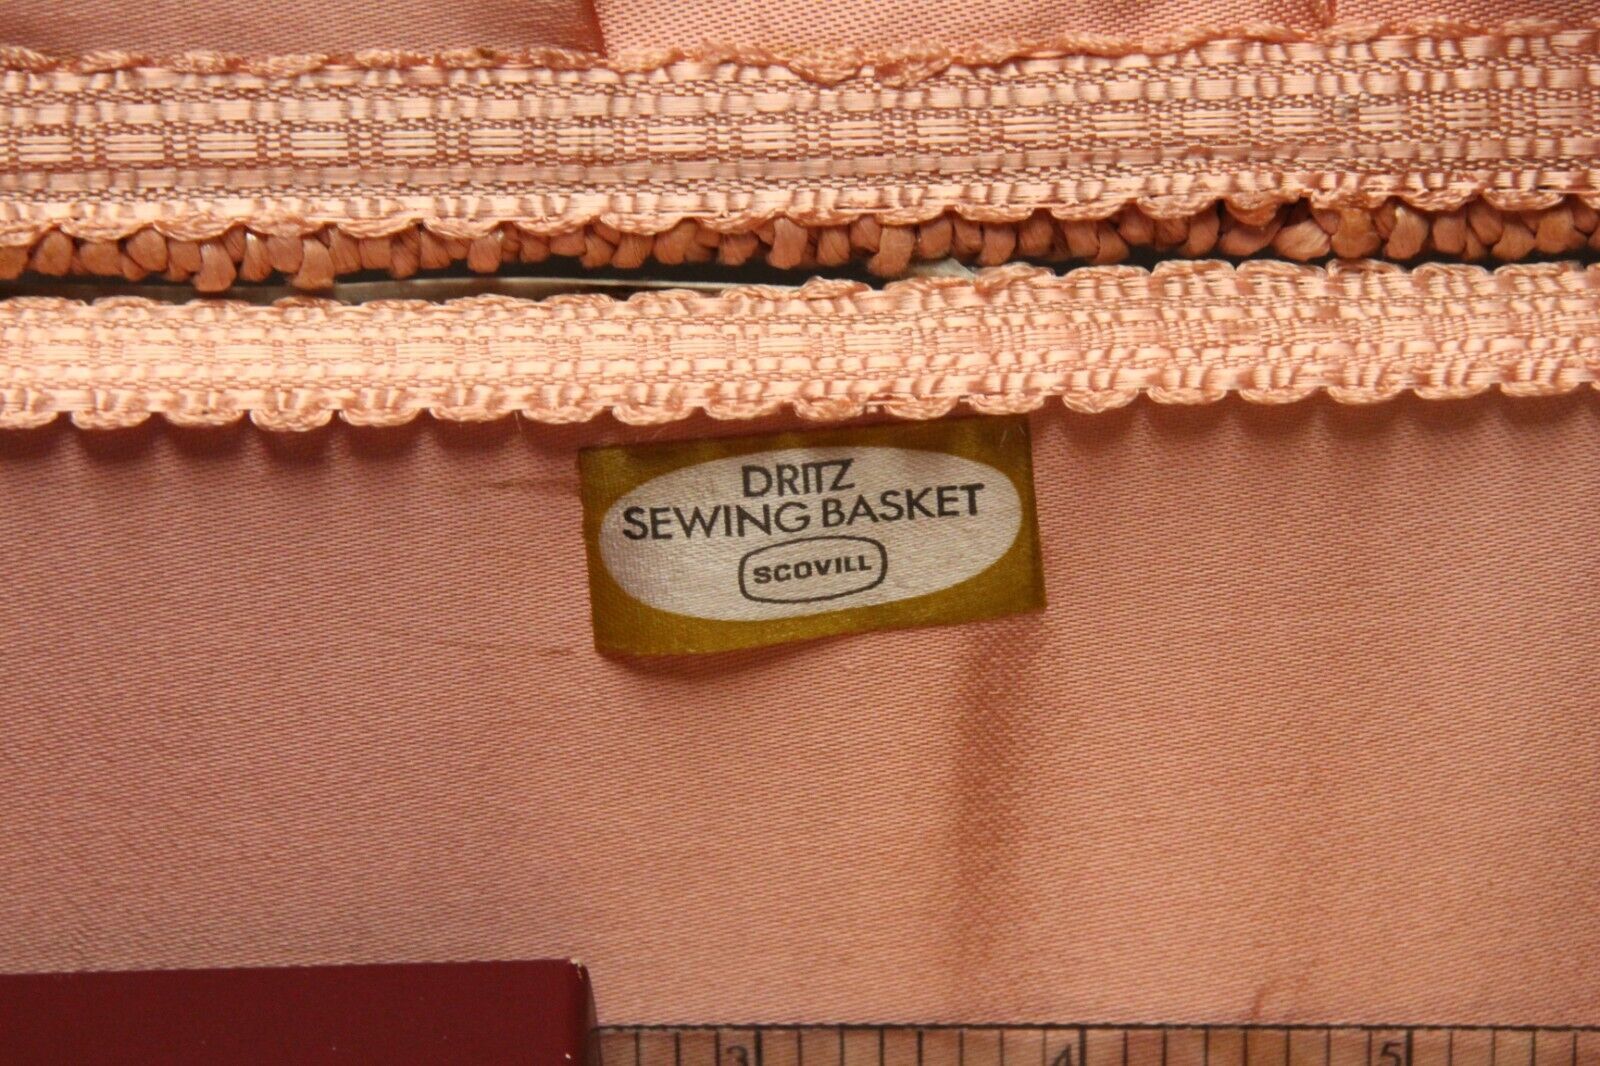 DRITZ
SEWING BASKET
SCOVILL
3 4 5